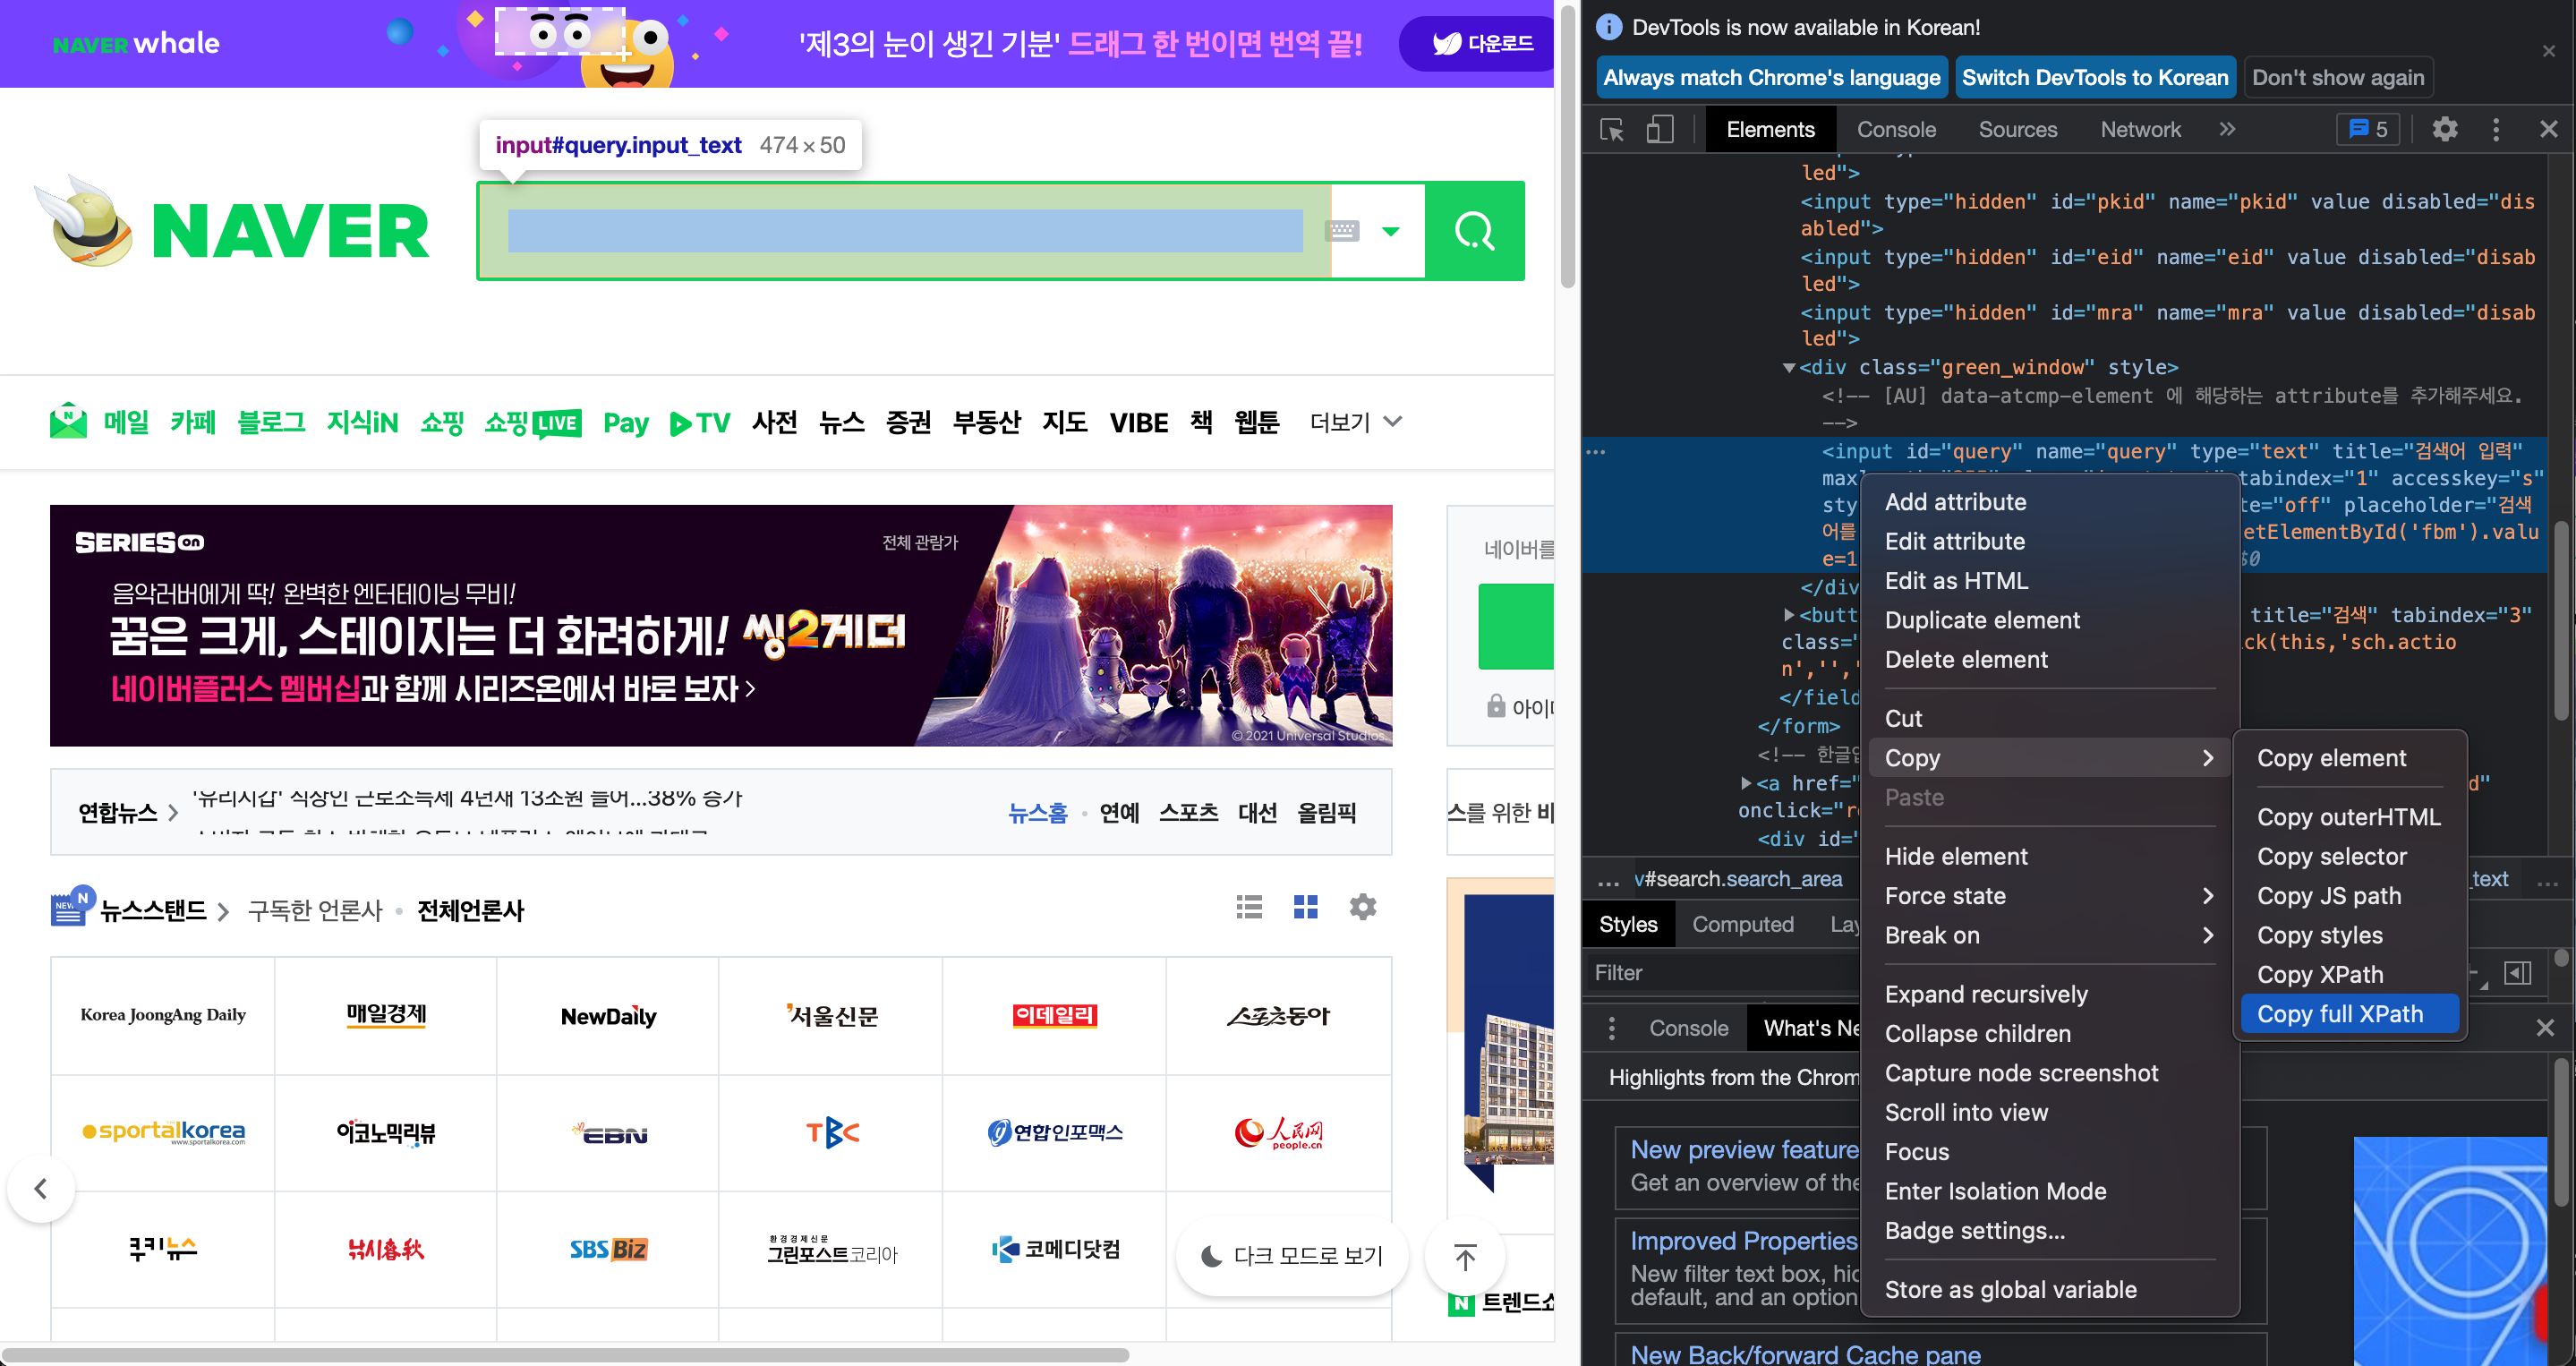 NAVER whale
'제3의 눈이 생긴 기분' 드래그 한 번이면 번역 끝!
다운로드
input#query.input_text 474 × 50
NAVER
메일 카페 블로그 지식iN 쇼핑 쇼핑 LIVE Pay TV 사전 뉴스 증권 부동산 지도 VIBE 책 웹툰 더보기
SERIES on
전체 관람가
음악러버에게 딱! 완벽한 엔터테이닝 무비!
꿈은 크게, 스테이지는 더 화려하게! 씽2게더
네이버플러스 멤버십과 함께 시리즈온에서 바로 보자 >
© 2021 Universal Studios.
네이버를
아이디
연합뉴스 >
'유리지갑' 직장인 근로소득세 4년새 13조원 늘어...38% 증가
뉴스홈 · 연예 스포츠 대선 올림픽
스를 위한 바
NEWS N 뉴스스탠드 > 구독한 언론사 · 전체언론사
Korea JoongAng Daily 매일경제 NewDaily 서울신문 이데일리 스포츠동아
sportalkorea 이코노믹리뷰 EBN TBC 연합인포맥스 人民网
www.sportalkorea.com people.cn
쿠키뉴스 낚시춘추 SBS Biz 환경경제신문 그린포스트코리아 코메디닷컴
다크 모드로 보기
N 트렌드쇼
DevTools is now available in Korean!
Always match Chrome's language Switch DevTools to Korean Don't show again
Elements Console Sources Network » 5
led">
<input type="hidden" id="pkid" name="pkid" value disabled="dis
abled">
<input type="hidden" id="eid" name="eid" value disabled="disab
led">
<input type="hidden" id="mra" name="mra" value disabled="disab
led">
▼<div class="green_window" style>
<!-- [AU] data-atcmp-element 에 해당하는 attribute를 추가해주세요.
-->
<input id="query" name="query" type="text" title="검색어 입력"
max tabindex="1" accesskey="s"
sty te="off" placeholder="검색
어를 etElementById('fbm').valu
e=1 $0
</div
▶<butt title="검색" tabindex="3"
class=" ck(this,'sch.actio
n','','
</field
</form>
<!-- 한글입
▶<a href=" d"
onclick="r
<div id="
... v#search.search_area _text ...
Styles Computed Lay
Filter
Console What's Ne
Highlights from the Chrom
New preview feature
Get an overview of the
Improved Properties
New filter text box, hid
default, and an option
New Back/forward Cache pane
Add attribute
Edit attribute
Edit as HTML
Duplicate element
Delete element
Cut
Copy
Paste
Hide element
Force state
Break on
Expand recursively
Collapse children
Capture node screenshot
Scroll into view
Focus
Enter Isolation Mode
Badge settings...
Store as global variable
Copy element
Copy outerHTML
Copy selector
Copy JS path
Copy styles
Copy XPath
Copy full XPath